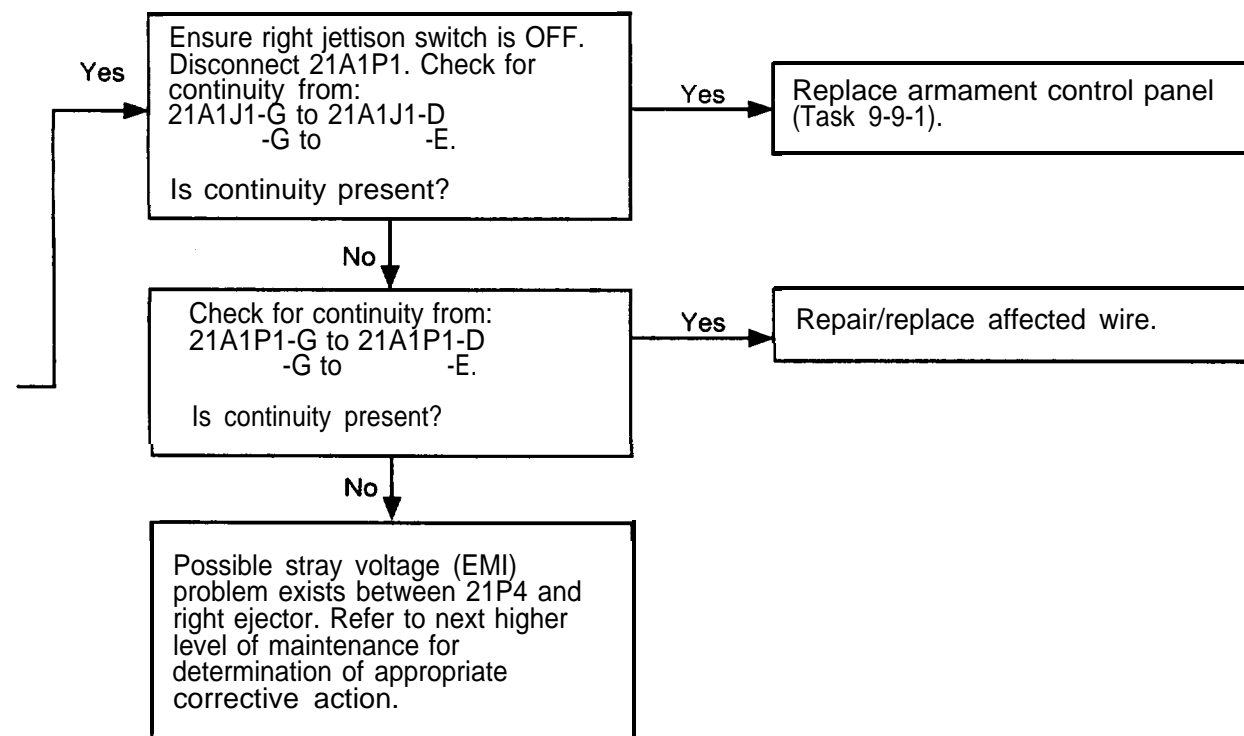 Yes
Ensure right jettison switch is OFF.
Disconnect 21A1P1. Check for
continuity from:
21A1J1-G to 21A1J1-D
-G to -E.
Is continuity present?
Yes
Replace armament control panel
(Task 9-9-1).
No
Check for continuity from:
21A1P1-G to 21A1P1-D
-G to -E.
Is continuity present?
Yes
Repair/replace affected wire.
No
Possible stray voltage (EMI)
problem exists between 21P4 and
right ejector. Refer to next higher
level of maintenance for
determination of appropriate
corrective action.